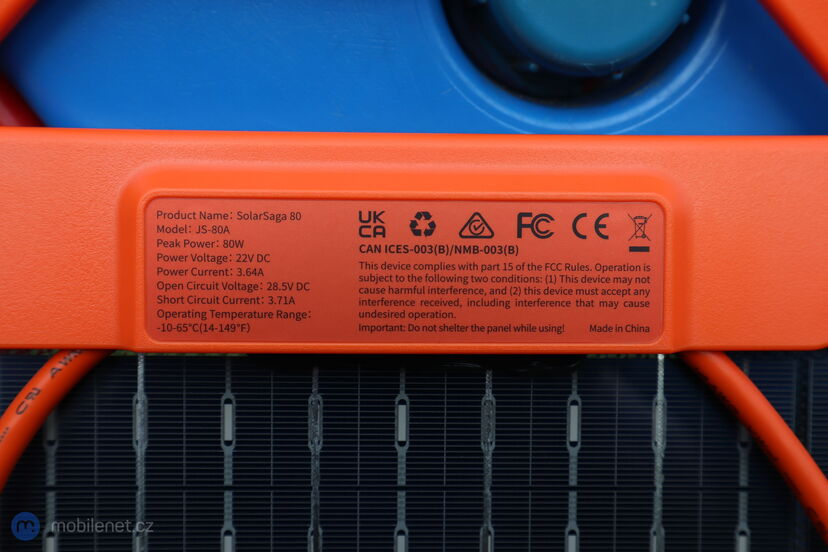 Product Name: SolarSaga 80
Model: JS-80A
Peak Power: 80W
Power Voltage: 22V DC
Power Current: 3.64A
Open Circuit Voltage: 28.5V DC
Short Circuit Current: 3.71A
Operating Temperature Range:
-10-65°C(14-149°F)
UK
CA
FC
CE
CAN ICES-003(B)/NMB-003(B)
This device complies with part 15 of the FCC Rules. Operation is
subject to the following two conditions: (1) This device may not
cause harmful interference, and (2) this device must accept any
interference received, including interference that may cause
undesired operation.
Important: Do not shelter the panel while using! Made in China
mobilenet.cz